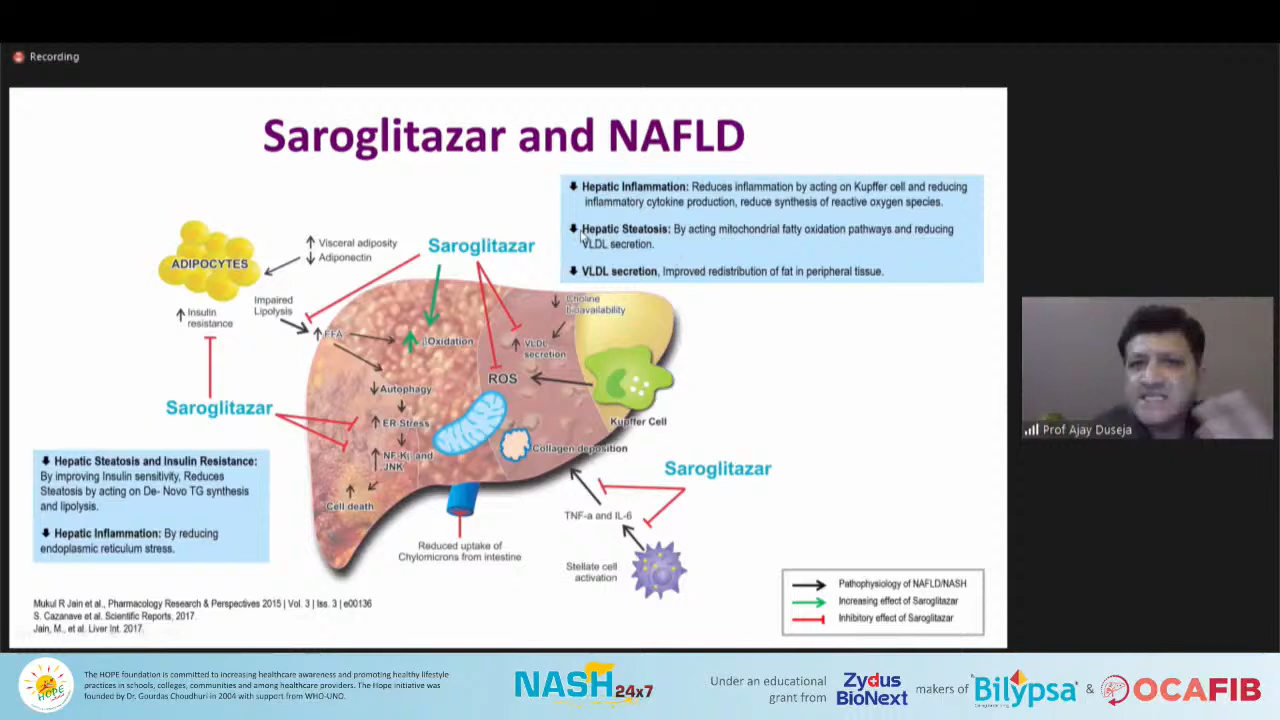 Recording
Saroglitazar and NAFLD
Hepatic Inflammation: Reduces inflammation by acting on Kupffer cell and reducing
inflammatory cytokine production, reduce synthesis of reactive oxygen species.
Hepatic Steatosis: By acting mitochondrial fatty oxidation pathways and reducing
VLDL secretion.
VLDL secretion, Improved redistribution of fat in peripheral tissue.
ADIPOCYTES
Visceral adiposity
Adiponectin
Saroglitazar
Insulin
resistance
Impaired
Lipolysis
FFA
βOxidation
Choline
bioavailability
VLDL
secretion
ROS
Autophagy
ER Stress
NF-Kβ and
JNK
Cell death
Kupffer Cell
Collagen deposition
Saroglitazar
Hepatic Steatosis and Insulin Resistance:
By improving Insulin sensitivity, Reduces
Steatosis by acting on De- Novo TG synthesis
and lipolysis.
Hepatic Inflammation: By reducing
endoplasmic reticulum stress.
Saroglitazar
TNF-a and IL-6
Stellate cell
activation
Reduced uptake of
Chylomicrons from intestine
Pathophysiology of NAFLD/NASH
Increasing effect of Saroglitazar
Inhibitory effect of Saroglitazar
Mukul R Jain et al., Pharmacology Research & Perspectives 2015 | Vol. 3 | Iss. 3 | e00136
S. Cazanave et al. Scientific Reports, 2017.
Jain, M., et al. Liver Int. 2017.
Prof Ajay Duseja
HOPE
The HOPE foundation is committed to increasing healthcare awareness and promoting healthy lifestyle
practices in schools, colleges, communities and among healthcare providers. The Hope initiative was
founded by Dr. Gourdas Choudhuri in 2004 with support from WHO-UNO.
NASH 24x7
Under an educational
grant from
Zydus
BioNext
makers of
Bilypsa
&
OCAFIB